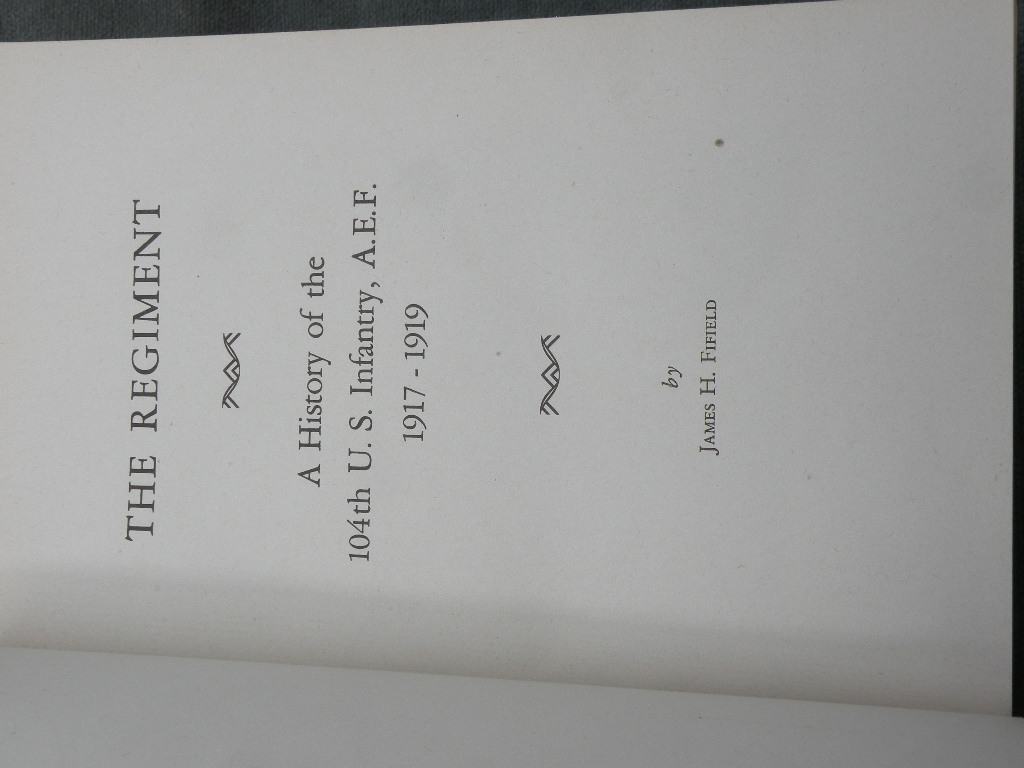 THE REGIMENT
A History of the
104th U. S. Infantry, A.E.F.
1917 - 1919
by
JAMES H. FIFIELD